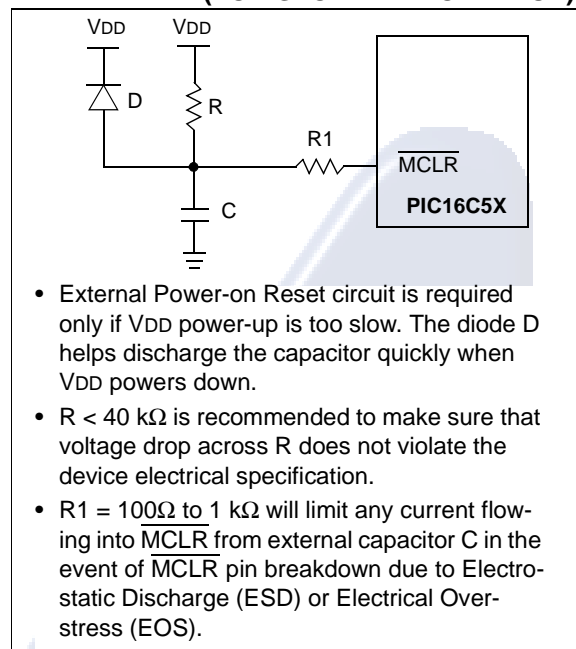 VDD VDD
D
R
R1
MCLR
PIC16C5X
C
• External Power-on Reset circuit is required
only if VDD power-up is too slow. The diode D
helps discharge the capacitor quickly when
VDD powers down.
• R < 40 kΩ is recommended to make sure that
voltage drop across R does not violate the
device electrical specification.
• R1 = 100Ω to 1 kΩ will limit any current flow-
ing into MCLR from external capacitor C in the
event of MCLR pin breakdown due to Electro-
static Discharge (ESD) or Electrical Over-
stress (EOS).